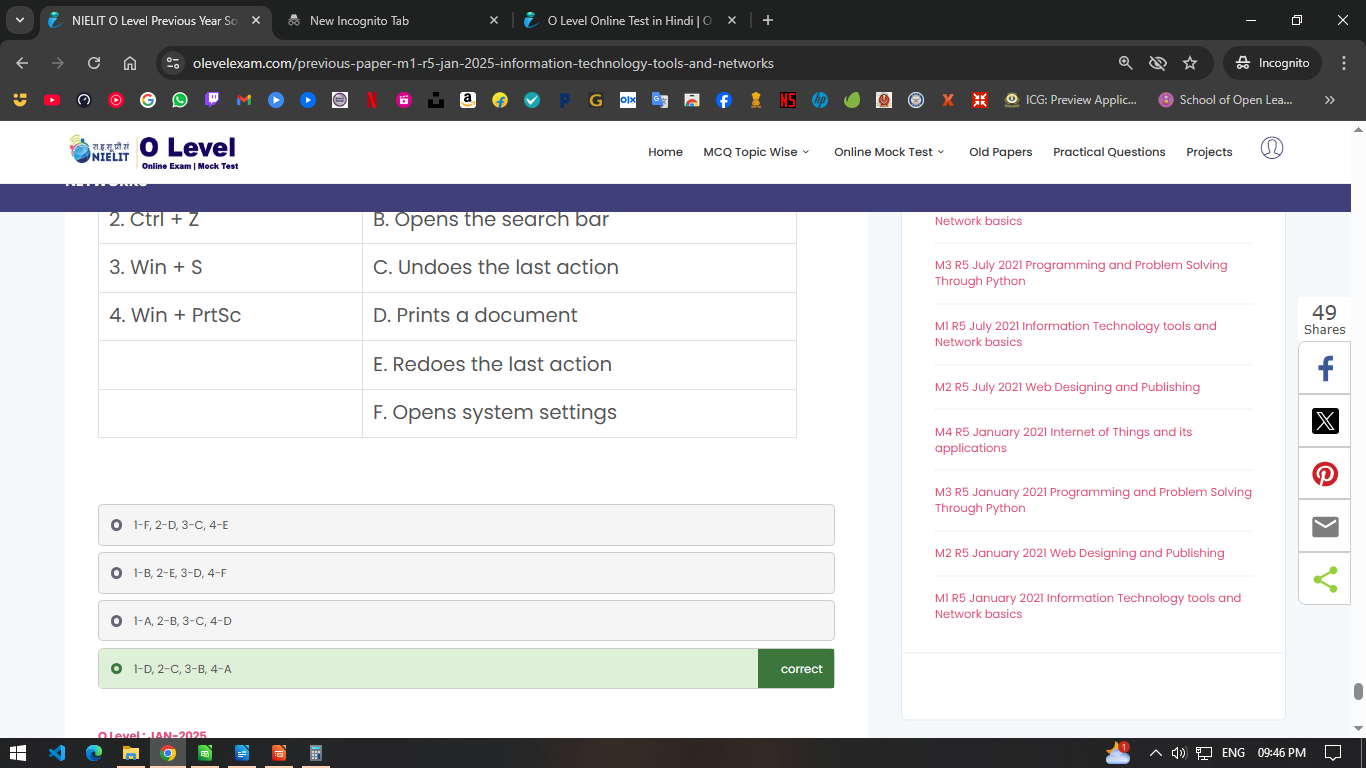 NIELIT O Level Previous Year So
New Incognito Tab
O Level Online Test in Hindi | O
olevelexam.com/previous-paper-m1-r5-jan-2025-information-technology-tools-and-networks
Incognito
ICG: Preview Applic...
School of Open Lea...
रा.इ.सू.प्रौ.सं
NIELIT
O Level
Online Exam | Mock Test
Home
MCQ Topic Wise
Online Mock Test
Old Papers
Practical Questions
Projects
NETWORKS
2. Ctrl + Z
B. Opens the search bar
3. Win + S
C. Undoes the last action
4. Win + PrtSc
D. Prints a document
E. Redoes the last action
F. Opens system settings
1-F, 2-D, 3-C, 4-E
1-B, 2-E, 3-D, 4-F
1-A, 2-B, 3-C, 4-D
1-D, 2-C, 3-B, 4-A
correct
O Level : JAN-2025
Network basics
M3 R5 July 2021 Programming and Problem Solving
Through Python
M1 R5 July 2021 Information Technology tools and
Network basics
M2 R5 July 2021 Web Designing and Publishing
M4 R5 January 2021 Internet of Things and its
applications
M3 R5 January 2021 Programming and Problem Solving
Through Python
M2 R5 January 2021 Web Designing and Publishing
M1 R5 January 2021 Information Technology tools and
Network basics
49
Shares
1
ENG
09:46 PM